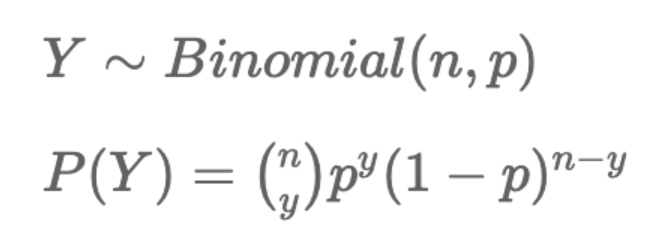 Y ~ Binomial(n, p)
P(Y) = (n y) p^y (1 − p)^{n−y}